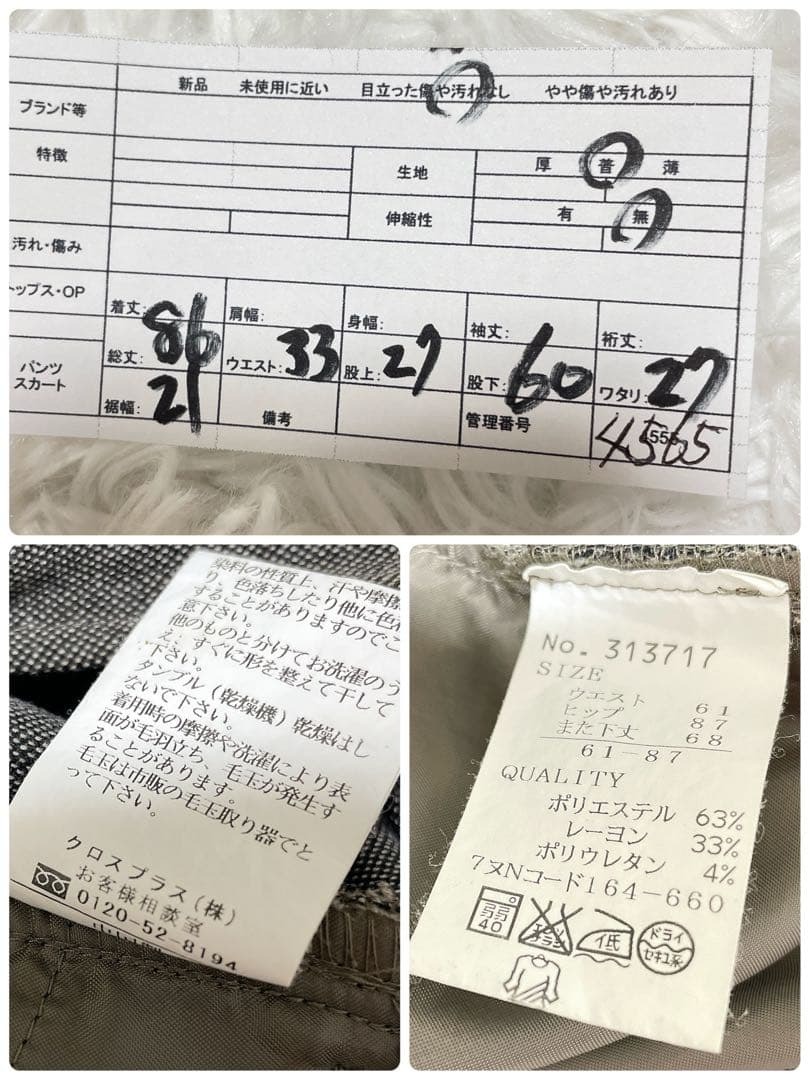 新品 未使用に近い 目立った傷や汚れなし やや傷や汚れあり
ブランド等
特徴 生地 厚 普 薄
伸縮性 有 無
汚れ・傷み
ップス・OP 着丈: 肩幅: 身幅: 袖丈: 裄丈:
パンツ
スカート
総丈: 86 ウエスト: 33 股上: 27 股下: 60 ワタリ: 27
裾幅: 21 備考 管理番号 4565
染料の性質上、汗や摩擦
り、色落ちしたり他に色移
することがありますのでご
意下さい。
他のものと分けてお洗濯のう
え、すぐに形を整えて干して
下さい。
タンブル(乾燥機)乾燥はし
ないで下さい。
着用時の摩擦や洗濯により表
面が毛羽立ち、毛玉が発生す
ることがあります。
毛玉は市販の毛玉取り器でと
って下さい。
クロスプラス(株)
お客様相談室
0120-52-8194
No. 313717
SIZE
ウエスト 61
ヒップ 87
また下丈 68
61-87
QUALITY
ポリエステル 63%
レーヨン 33%
ポリウレタン 4%
7ヌNコード164-660
弱 40 エンソサラシ 低 ドライ セキユ系